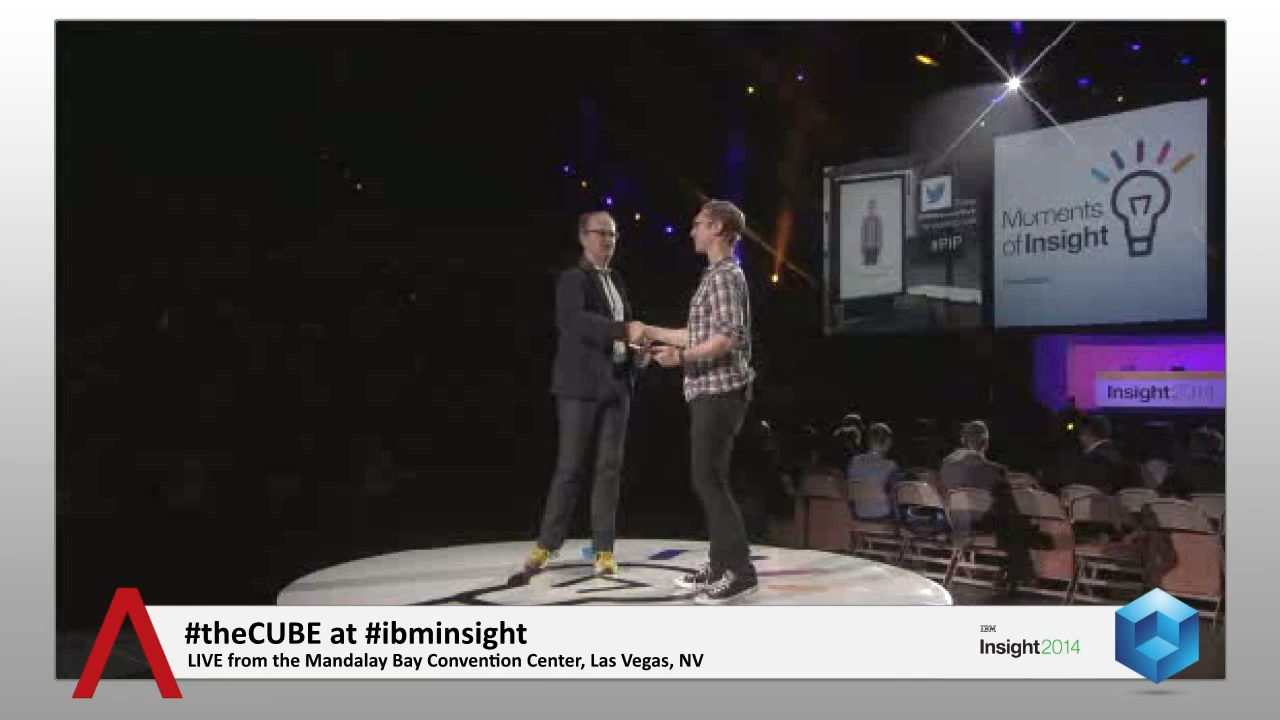 Moments
of Insight
#RIP
Insight2014
#theCUBE at #ibminsight
LIVE from the Mandalay Bay Convention Center, Las Vegas, NV
IBM
Insight2014